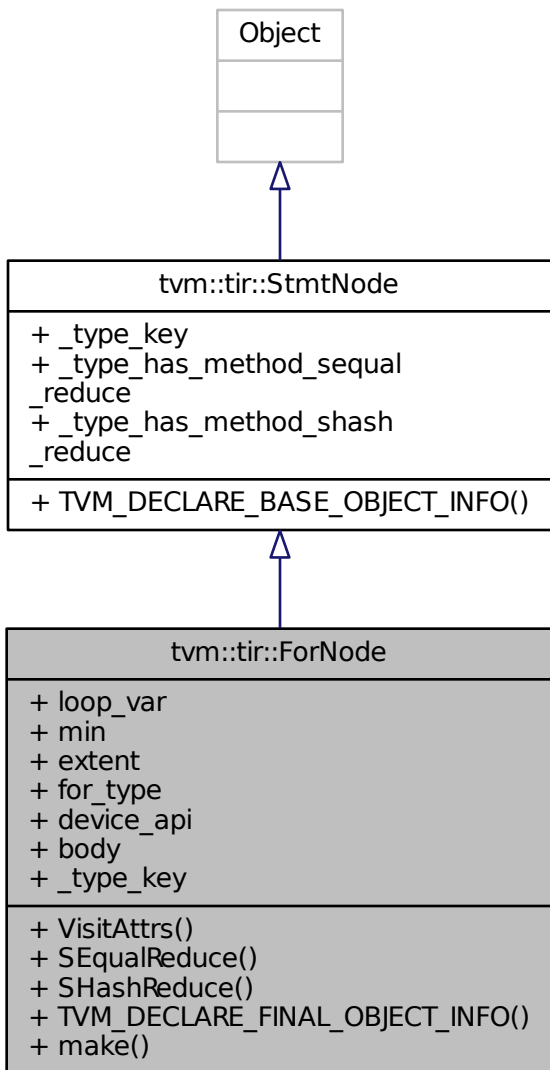 Object
tvm::tir::StmtNode
+ _type_key
+ _type_has_method_sequal
_reduce
+ _type_has_method_shash
_reduce
+ TVM_DECLARE_BASE_OBJECT_INFO()
tvm::tir::ForNode
+ loop_var
+ min
+ extent
+ for_type
+ device_api
+ body
+ _type_key
+ VisitAttrs()
+ SEqualReduce()
+ SHashReduce()
+ TVM_DECLARE_FINAL_OBJECT_INFO()
+ make()